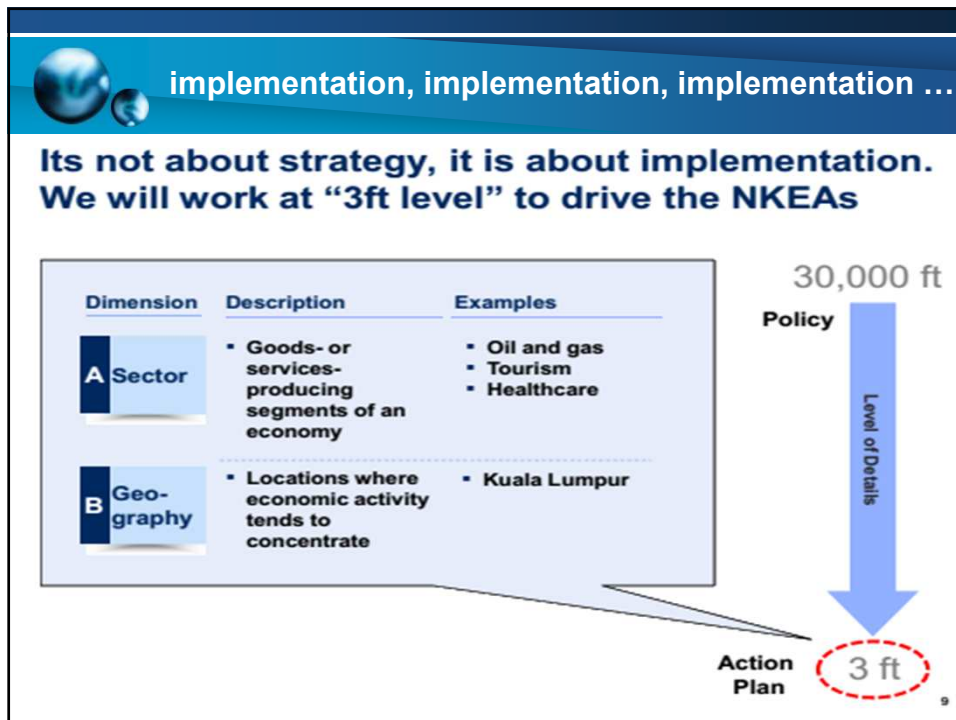 implementation, implementation, implementation …
Its not about strategy, it is about implementation.
We will work at “3ft level” to drive the NKEAs
Dimension Description Examples
A Sector
▪ Goods- or
services-
producing
segments of an
economy
▪ Oil and gas
▪ Tourism
▪ Healthcare
B Geo-
graphy
▪ Locations where
economic activity
tends to
concentrate
▪ Kuala Lumpur
30,000 ft
Policy
Level of Details
Action
Plan
3 ft
9